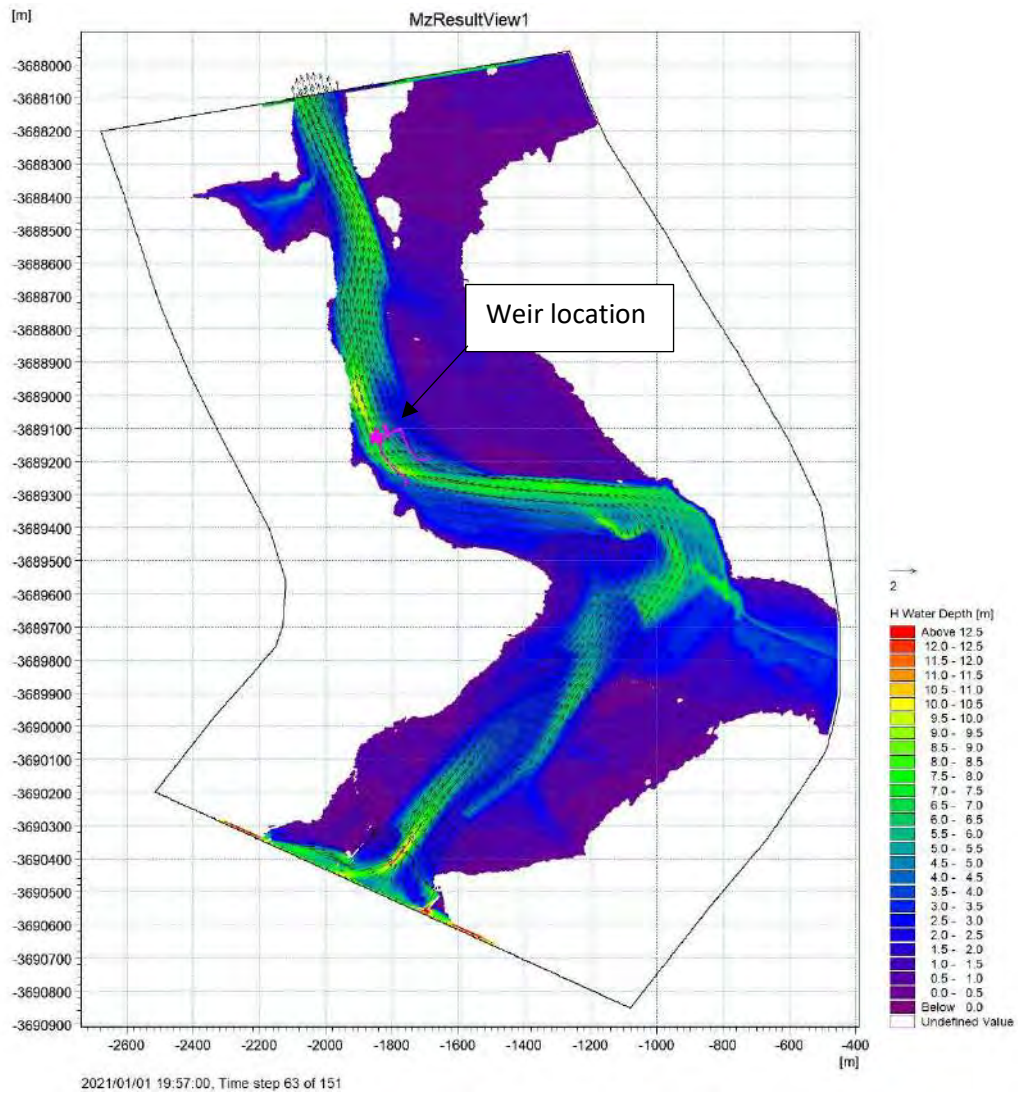 [m]
MzResultView1
-3688000
-3688100
-3688200
-3688300
-3688400
-3688500
-3688600
-3688700
-3688800
-3688900
-3689000
-3689100
-3689200
-3689300
-3689400
-3689500
-3689600
-3689700
-3689800
-3689900
-3690000
-3690100
-3690200
-3690300
-3690400
-3690500
-3690600
-3690700
-3690800
-3690900
Weir location
2
H Water Depth [m]
Above 12.5
12.0 - 12.5
11.5 - 12.0
11.0 - 11.5
10.5 - 11.0
10.0 - 10.5
9.5 - 10.0
9.0 - 9.5
8.5 - 9.0
8.0 - 8.5
7.5 - 8.0
7.0 - 7.5
6.5 - 7.0
6.0 - 6.5
5.5 - 6.0
5.0 - 5.5
4.5 - 5.0
4.0 - 4.5
3.5 - 4.0
3.0 - 3.5
2.5 - 3.0
2.0 - 2.5
1.5 - 2.0
1.0 - 1.5
0.5 - 1.0
0.0 - 0.5
Below 0.0
Undefined Value
-2600 -2400 -2200 -2000 -1800 -1600 -1400 -1200 -1000 -800 -600 -400
[m]
2021/01/01 19:57:00, Time step 63 of 151